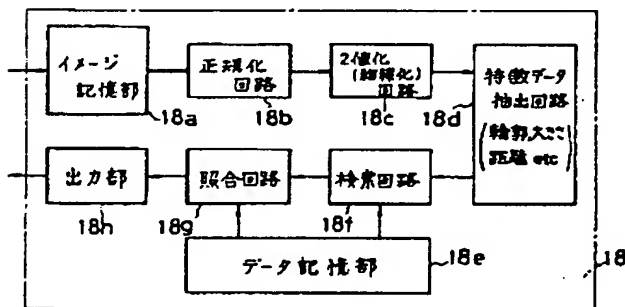 イメージ
記憶部
18a
正規化
回路
18b
2値化
(細線化)
回路
18c
特徴データ
抽出回路
(輪郭,大きさ
距離 etc)
18d
出力部
18h
照合回路
18g
検索回路
18f
データ記憶部
18e
18